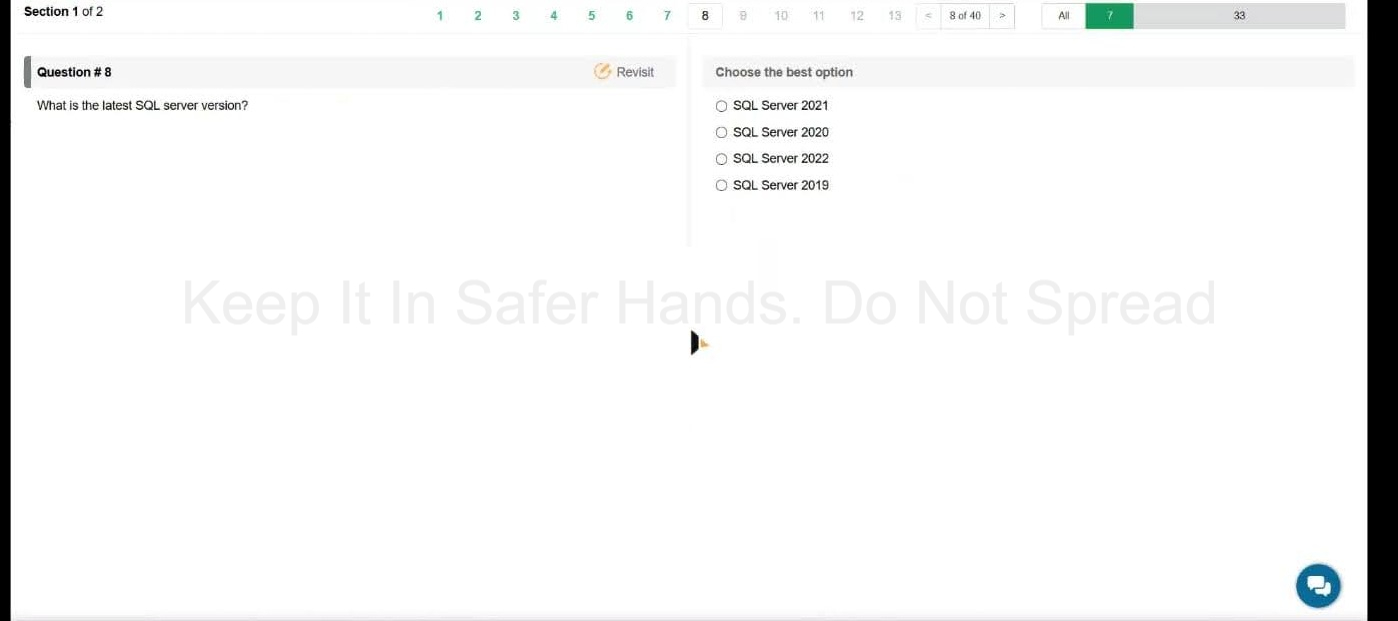 Section 1 of 2
1 2 3 4 5 6 7 8 9 10 11 12 13 < 8 of 40 > All 7 33
Question # 8
Revisit
What is the latest SQL server version?
Choose the best option
SQL Server 2021
SQL Server 2020
SQL Server 2022
SQL Server 2019
Keep It In Safer Hands. Do Not Spread